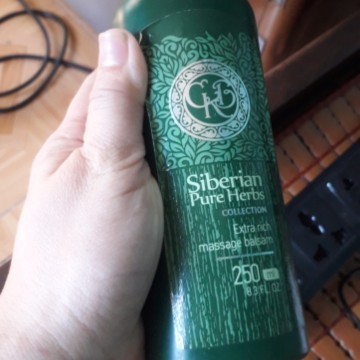 Siberian
Pure Herbs
COLLECTION
Extra rich
massage balsam
250
8.3 FL. OZ.